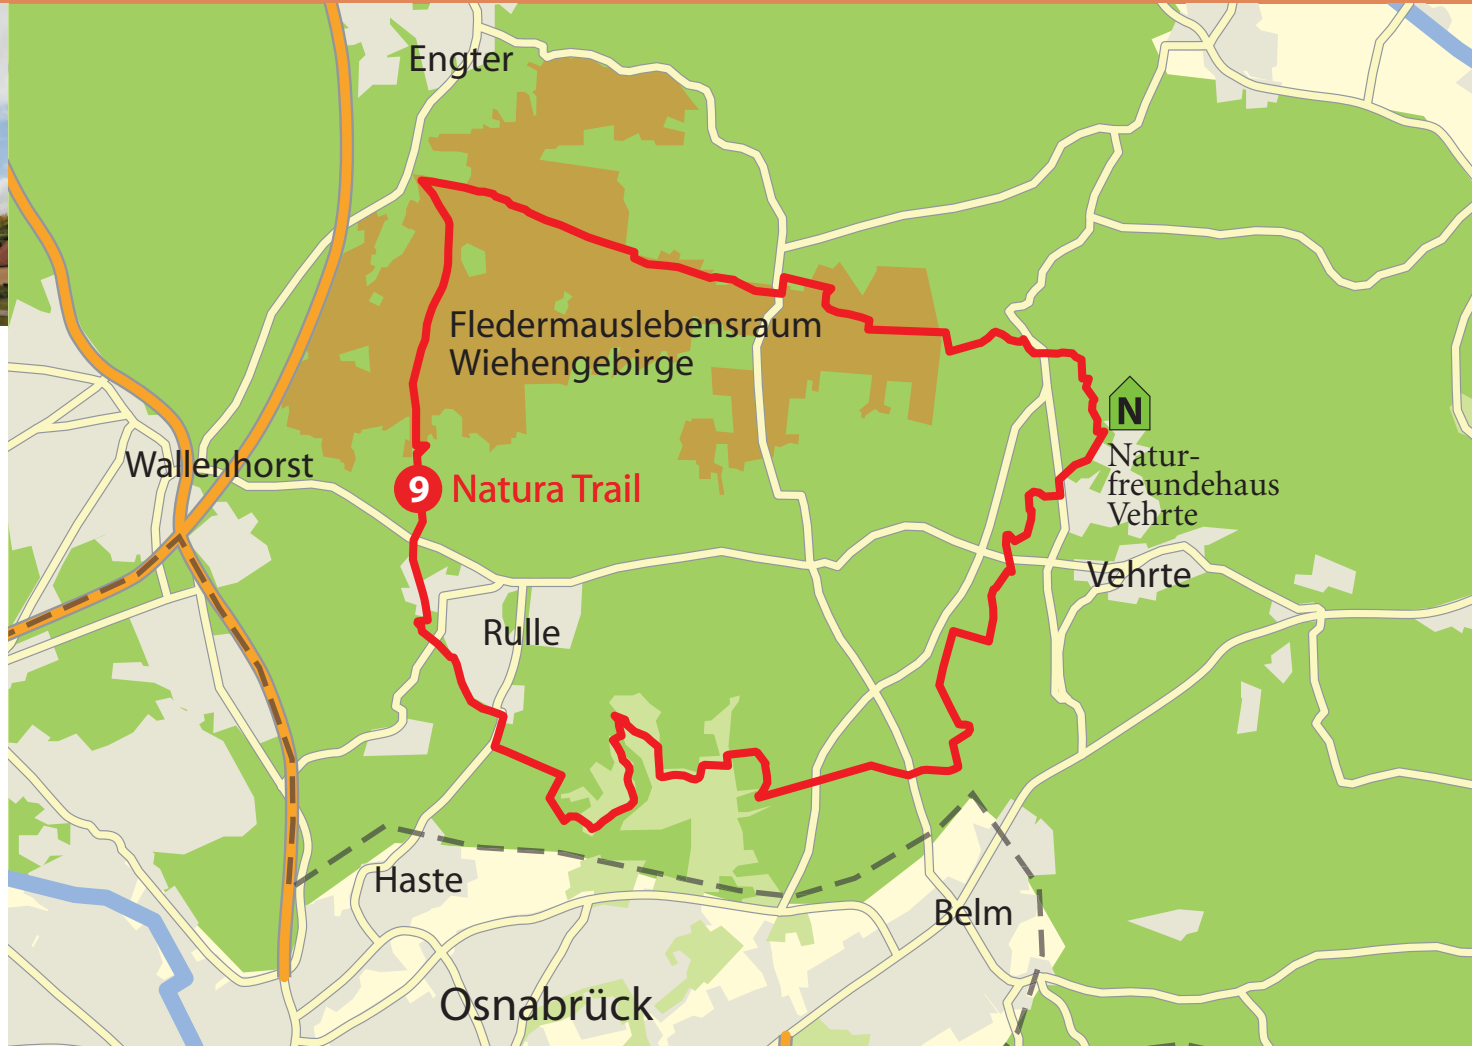 Engter
Fledermauslebensraum
Wiehengebirge
N
Natur-
freundehaus
Vehrte
Wallenhorst
9 Natura Trail
Vehrte
Rulle
Haste
Belm
Osnabrück